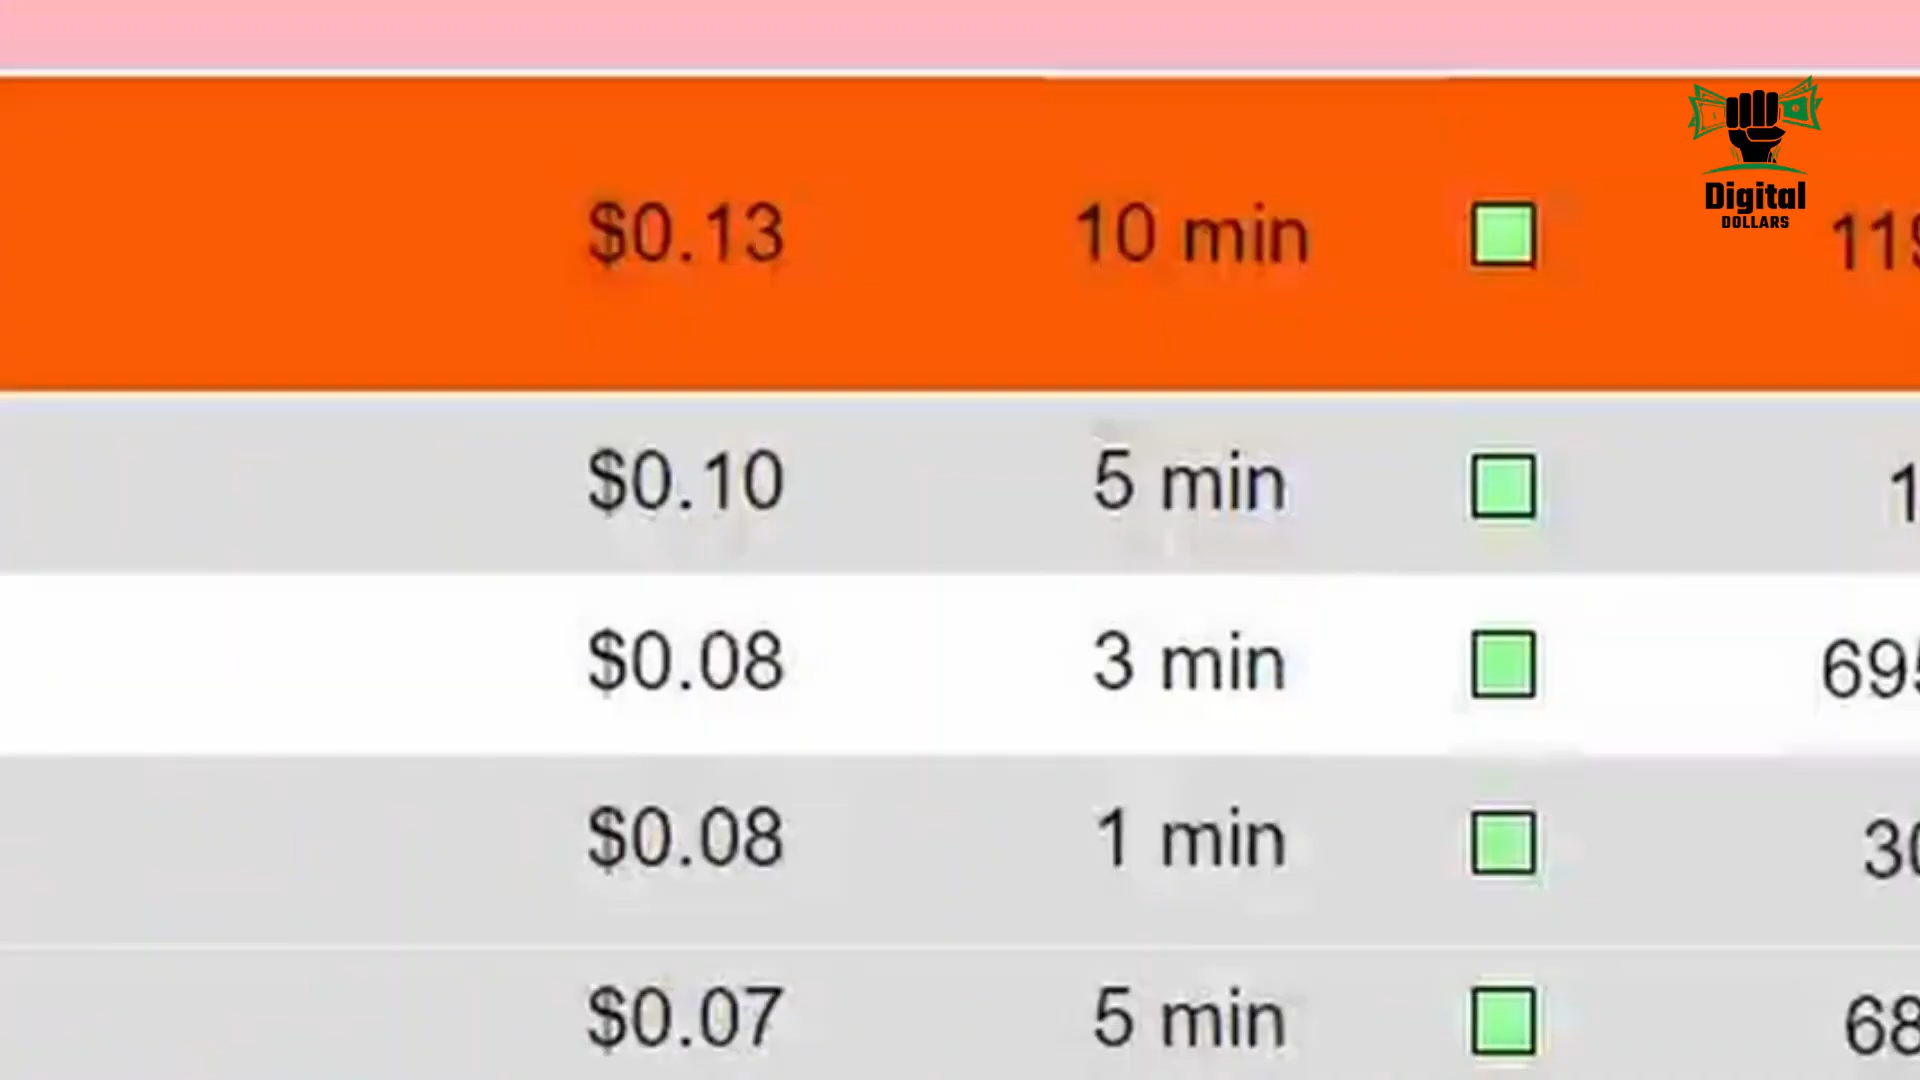 Digital
DOLLARS
$0.13 10 min
$0.10 5 min
$0.08 3 min
$0.08 1 min
$0.07 5 min